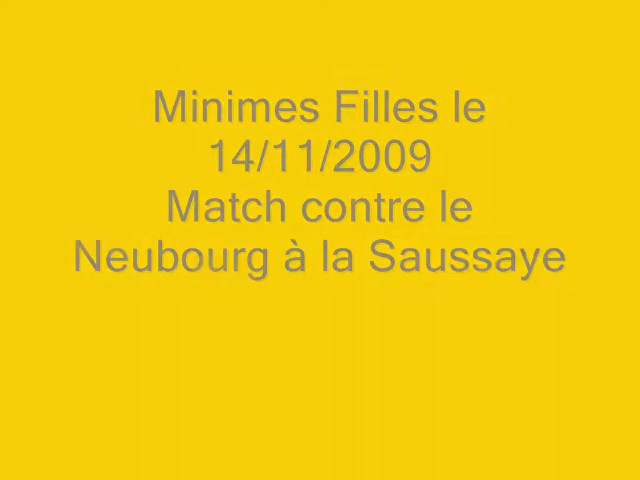 Minimes Filles le
14/11/2009
Match contre le
Neubourg à la Saussaye